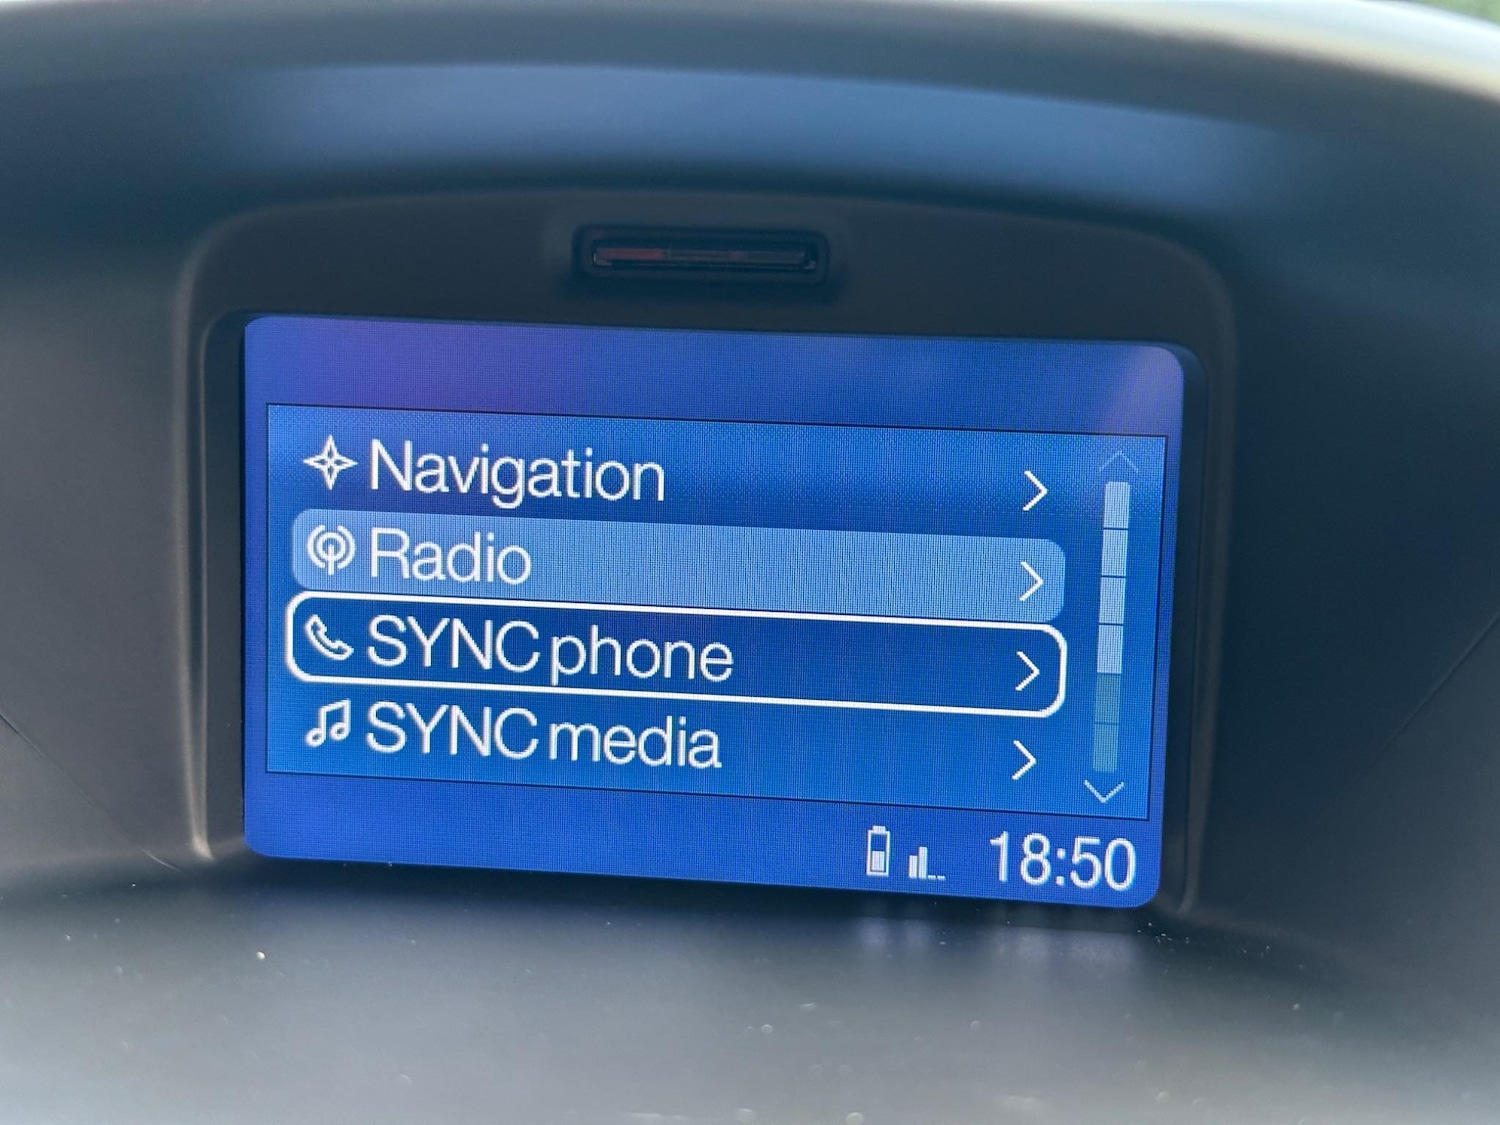 Navigation
Radio
SYNC phone
SYNC media
18:50